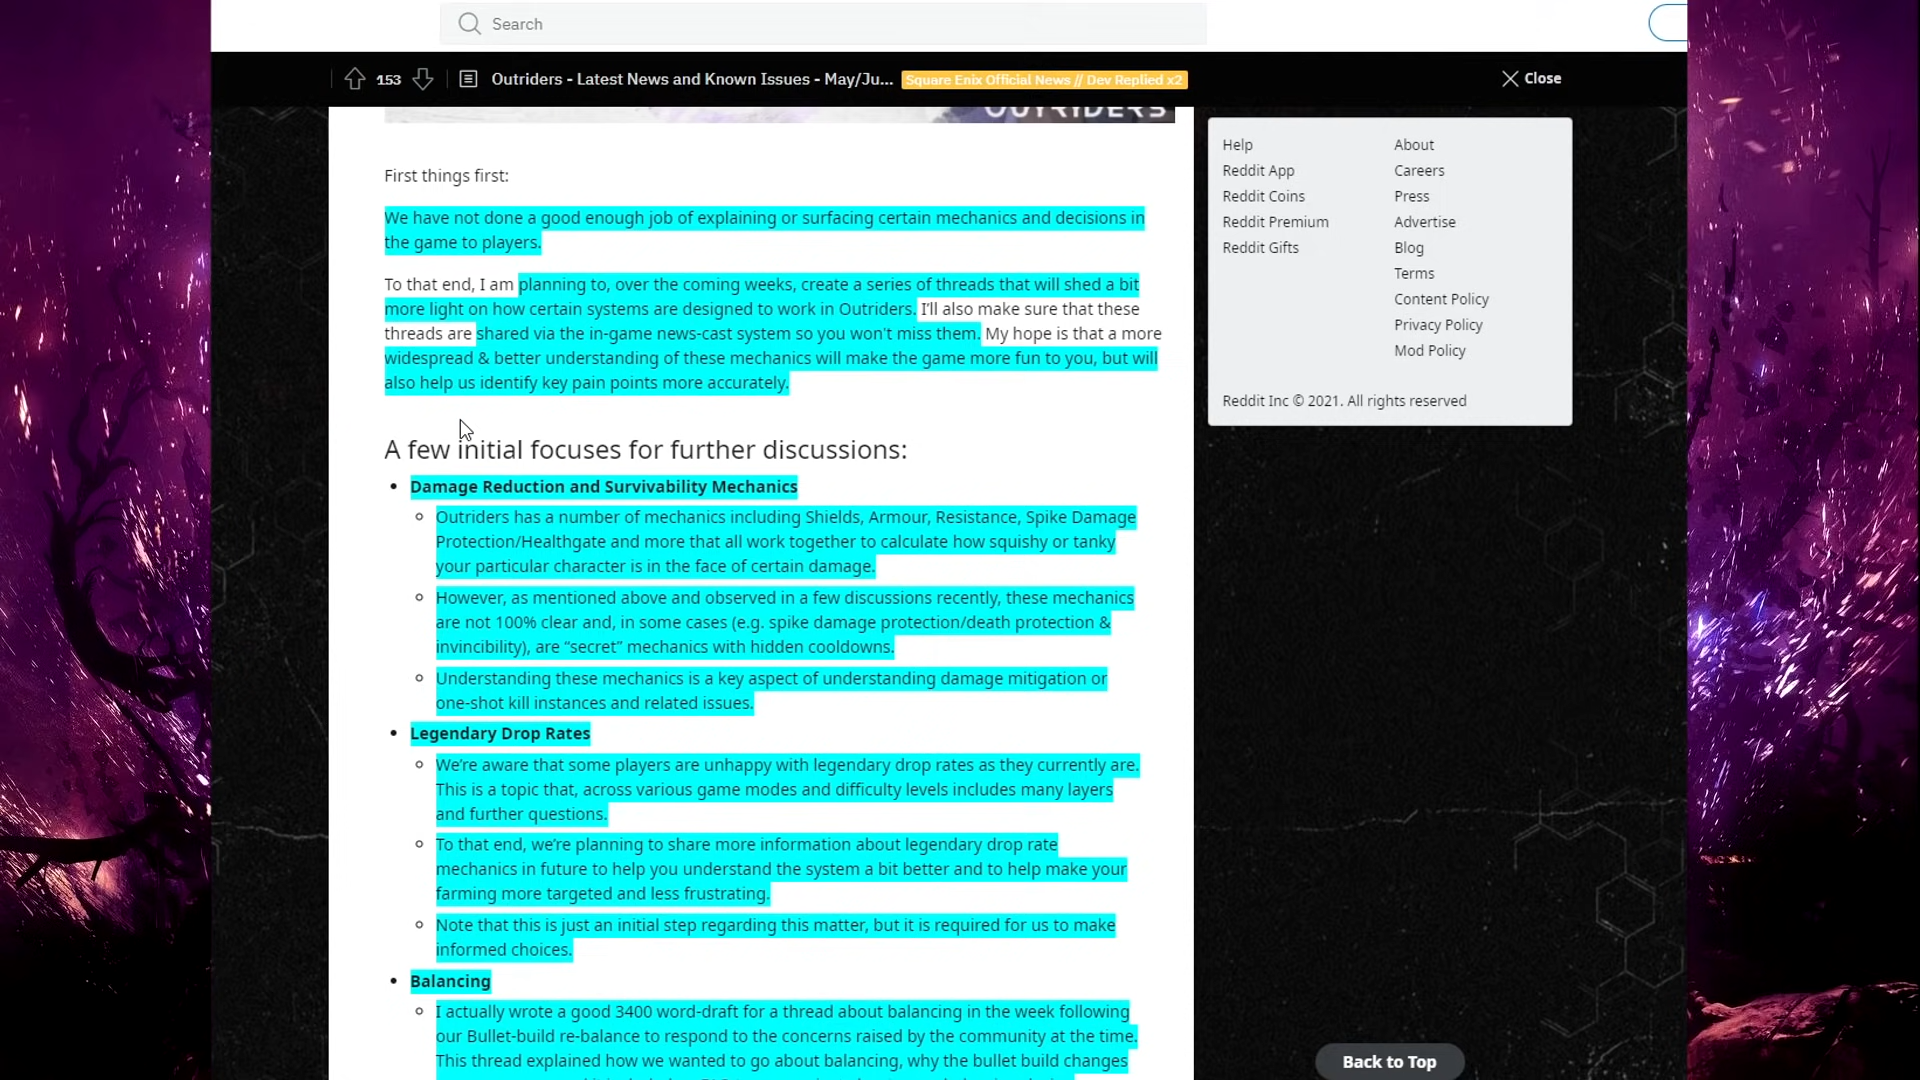 Search
153
Outriders - Latest News and Known Issues - May/Ju...
Square Enix Official News // Dev Replied x2
Close
OUTRIDERS
First things first:
We have not done a good enough job of explaining or surfacing certain mechanics and decisions in
the game to players.
To that end, I am planning to, over the coming weeks, create a series of threads that will shed a bit
more light on how certain systems are designed to work in Outriders. I'll also make sure that these
threads are shared via the in-game news-cast system so you won't miss them. My hope is that a more
widespread & better understanding of these mechanics will make the game more fun to you, but will
also help us identify key pain points more accurately.
A few initial focuses for further discussions:
• Damage Reduction and Survivability Mechanics
Outriders has a number of mechanics including Shields, Armour, Resistance, Spike Damage
Protection/Healthgate and more that all work together to calculate how squishy or tanky
your particular character is in the face of certain damage.
However, as mentioned above and observed in a few discussions recently, these mechanics
are not 100% clear and, in some cases (e.g. spike damage protection/death protection &
invincibility), are “secret” mechanics with hidden cooldowns.
Understanding these mechanics is a key aspect of understanding damage mitigation or
one-shot kill instances and related issues.
• Legendary Drop Rates
We're aware that some players are unhappy with legendary drop rates as they currently are.
This is a topic that, across various game modes and difficulty levels includes many layers
and further questions.
To that end, we're planning to share more information about legendary drop rate
mechanics in future to help you understand the system a bit better and to help make your
farming more targeted and less frustrating.
Note that this is just an initial step regarding this matter, but it is required for us to make
informed choices.
• Balancing
I actually wrote a good 3400 word-draft for a thread about balancing in the week following
our Bullet-build re-balance to respond to the concerns raised by the community at the time.
This thread explained how we wanted to go about balancing, why the bullet build changes
Help
Reddit App
Reddit Coins
Reddit Premium
Reddit Gifts
About
Careers
Press
Advertise
Blog
Terms
Content Policy
Privacy Policy
Mod Policy
Reddit Inc © 2021. All rights reserved
Back to Top